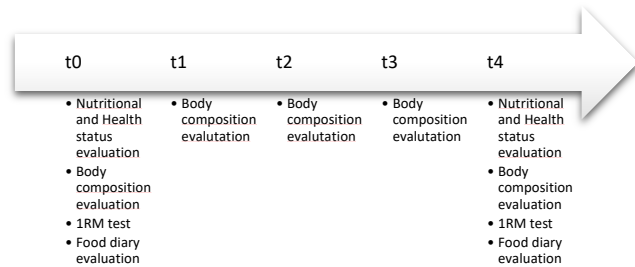 t0
t1
t2
t3
t4
• Nutritional
and Health
status
evaluation
• Body
composition
evaluation
• 1RM test
• Food diary
evaluation
• Body
composition
evalutation
• Body
composition
evalutation
• Body
composition
evalutation
• Nutritional
and Health
status
evaluation
• Body
composition
evaluation
• 1RM test
• Food diary
evaluation